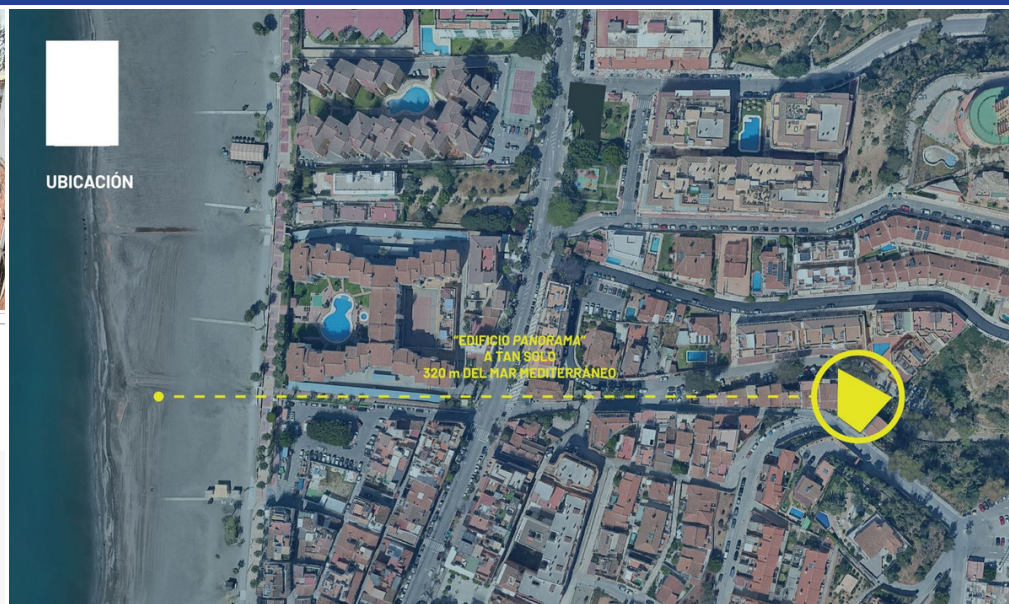 UBICACIÓN
"EDIFICIO PANORAMA"
A TAN SOLO
320 m DEL MAR MEDITERRÁNEO